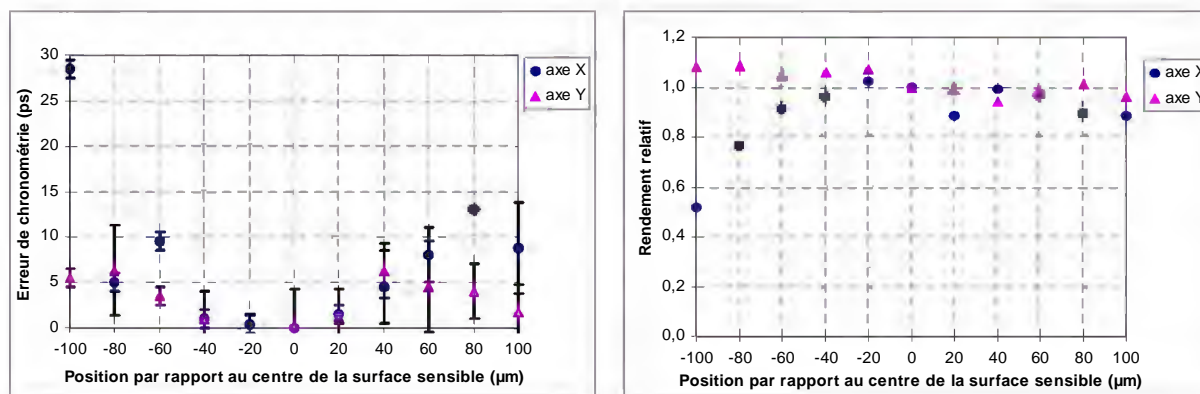 30
25
20
15
10
5
0
Erreur de chronométrie (ps)
-100 -80 -60 -40 -20 0 20 40 60 80 100
Position par rapport au centre de la surface sensible (µm)
axe X
axe Y
1,2
1,0
0,8
0,6
0,4
0,2
0,0
Rendement relatif
-100 -80 -60 -40 -20 0 20 40 60 80 100
Position par rapport au centre de la surface sensible (µm)
axe X
axe Y